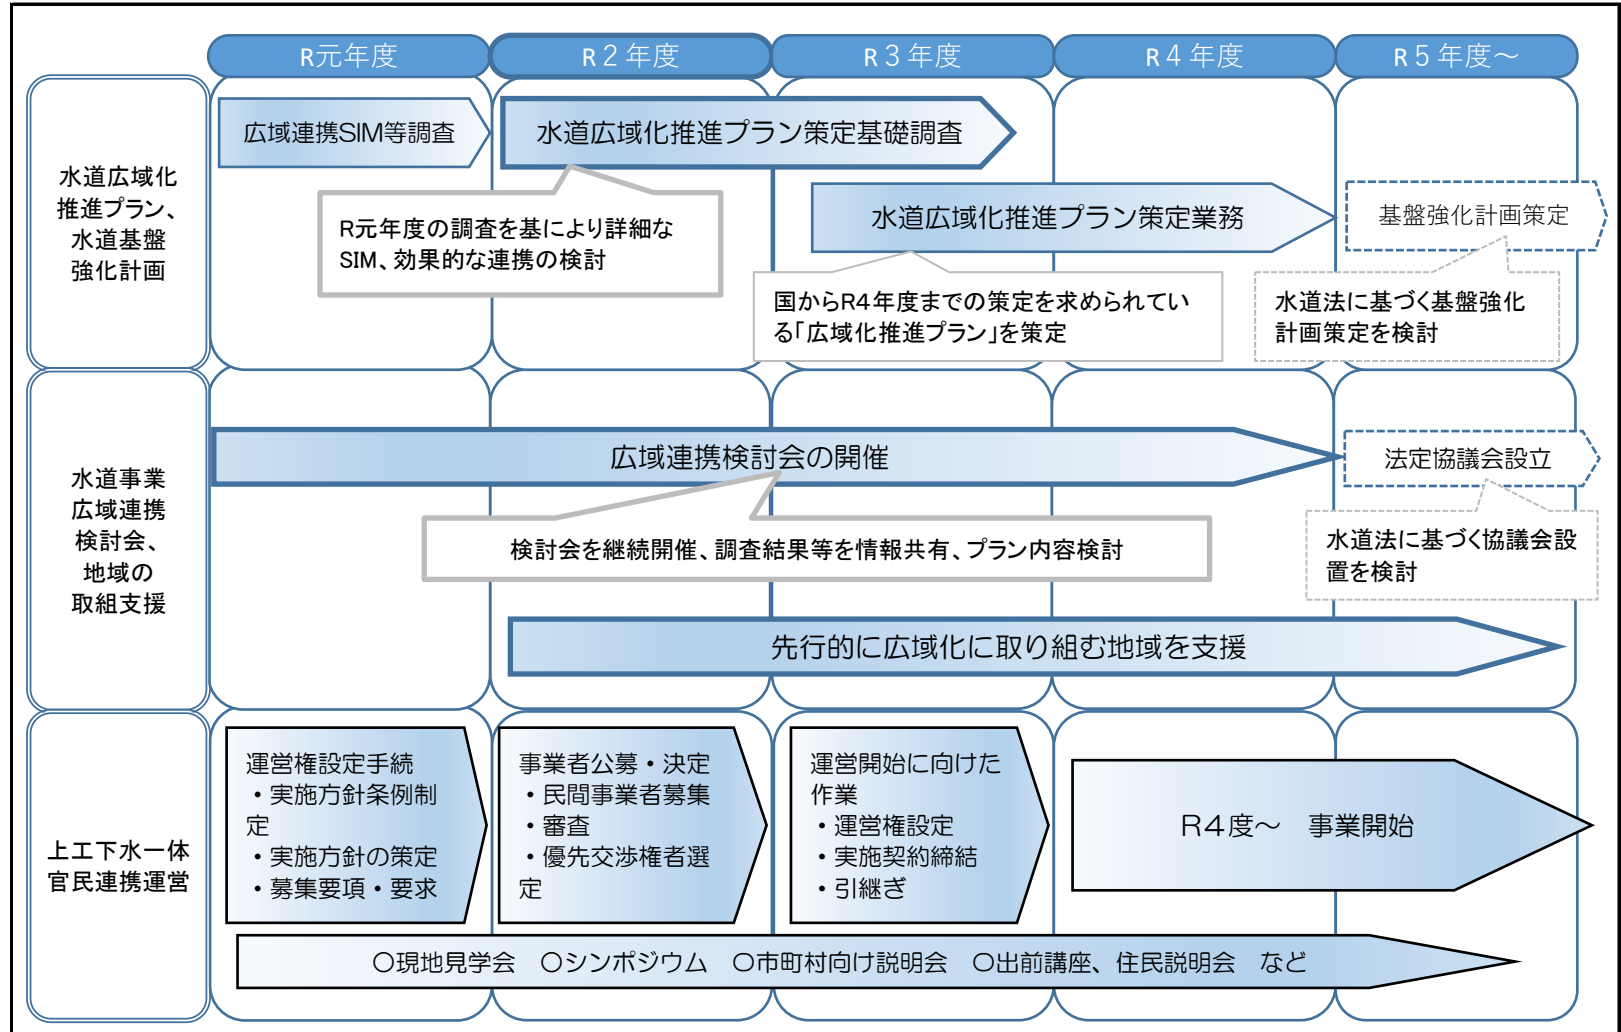 R元年度
R２年度
R３年度
R４年度
R５年度～
水道広域化
推進プラン、
水道基盤
強化計画
広域連携SIM等調査
水道広域化推進プラン策定基礎調査
R元年度の調査を基により詳細な
SIM、効果的な連携の検討
水道広域化推進プラン策定業務
国からR4年度までの策定を求められてい
る「広域化推進プラン」を策定
基盤強化計画策定
水道法に基づく基盤強化
計画策定を検討
水道事業
広域連携
検討会、
地域の
取組支援
広域連携検討会の開催
検討会を継続開催、調査結果等を情報共有、プラン内容検討
法定協議会設立
水道法に基づく協議会設
置を検討
先行的に広域化に取り組む地域を支援
上工下水一体
官民連携運営
運営権設定手続
・実施方針条例制
定
・実施方針の策定
・募集要項・要求
事業者公募・決定
・民間事業者募集
・審査
・優先交渉権者選
定
運営開始に向けた
作業
・運営権設定
・実施契約締結
・引継ぎ
R４度～　事業開始
○現地見学会　○シンポジウム　○市町村向け説明会　○出前講座、住民説明会　など